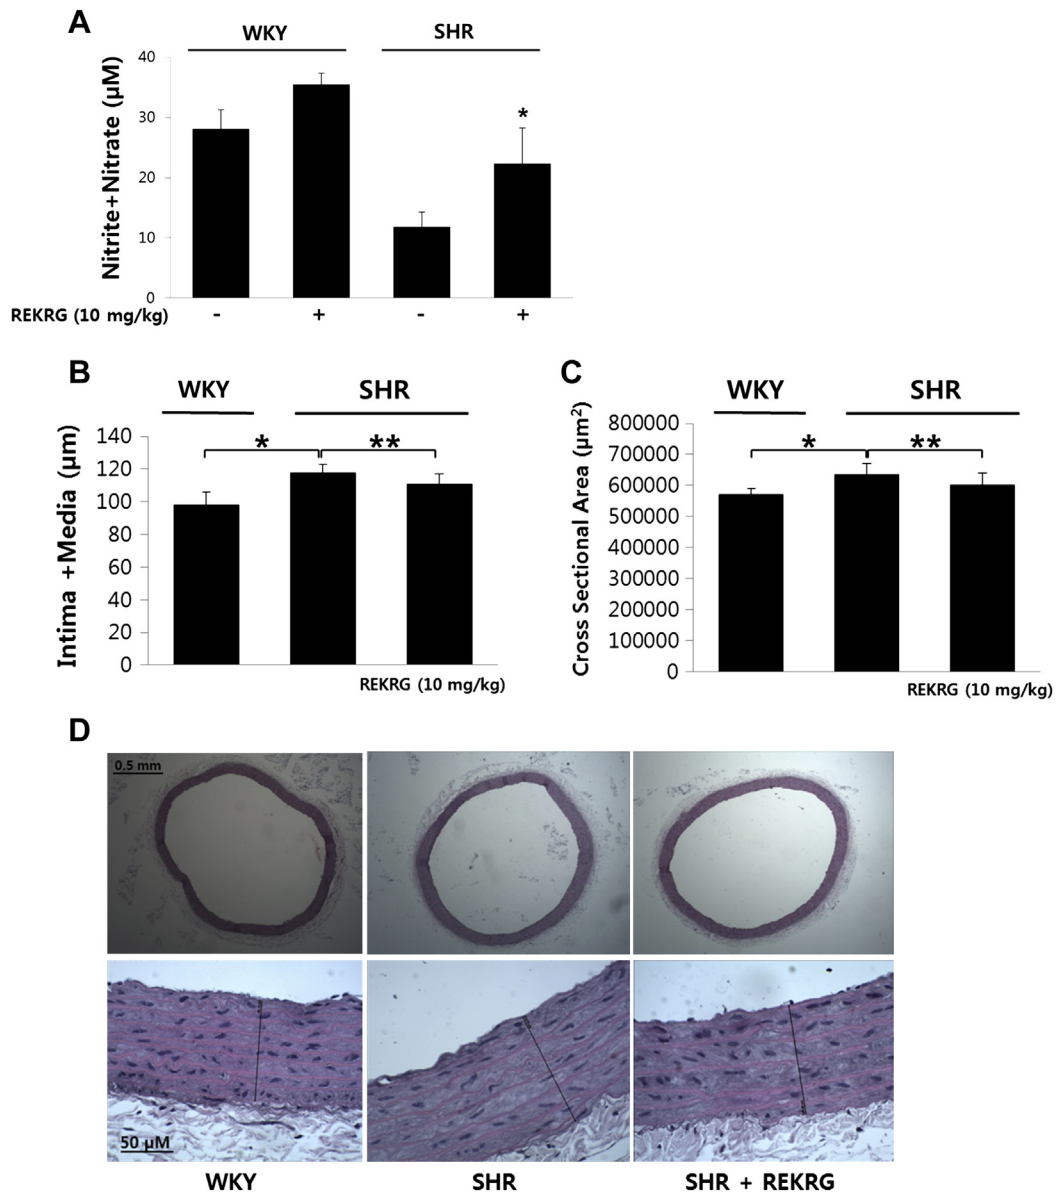 A
WKY
SHR
Nitrite+Nitrate (µM)
40
30
20
10
0
*
REKRG (10 mg/kg)
- + - +
B
WKY
SHR
Intima +Media (µm)
140
120
100
80
60
40
20
0
* **
REKRG (10 mg/kg)
C
WKY
SHR
Cross Sectional Area (µm²)
800000
700000
600000
500000
400000
300000
200000
100000
0
* **
REKRG (10 mg/kg)
D
0.5 mm
50 µM
WKY
SHR
SHR + REKRG